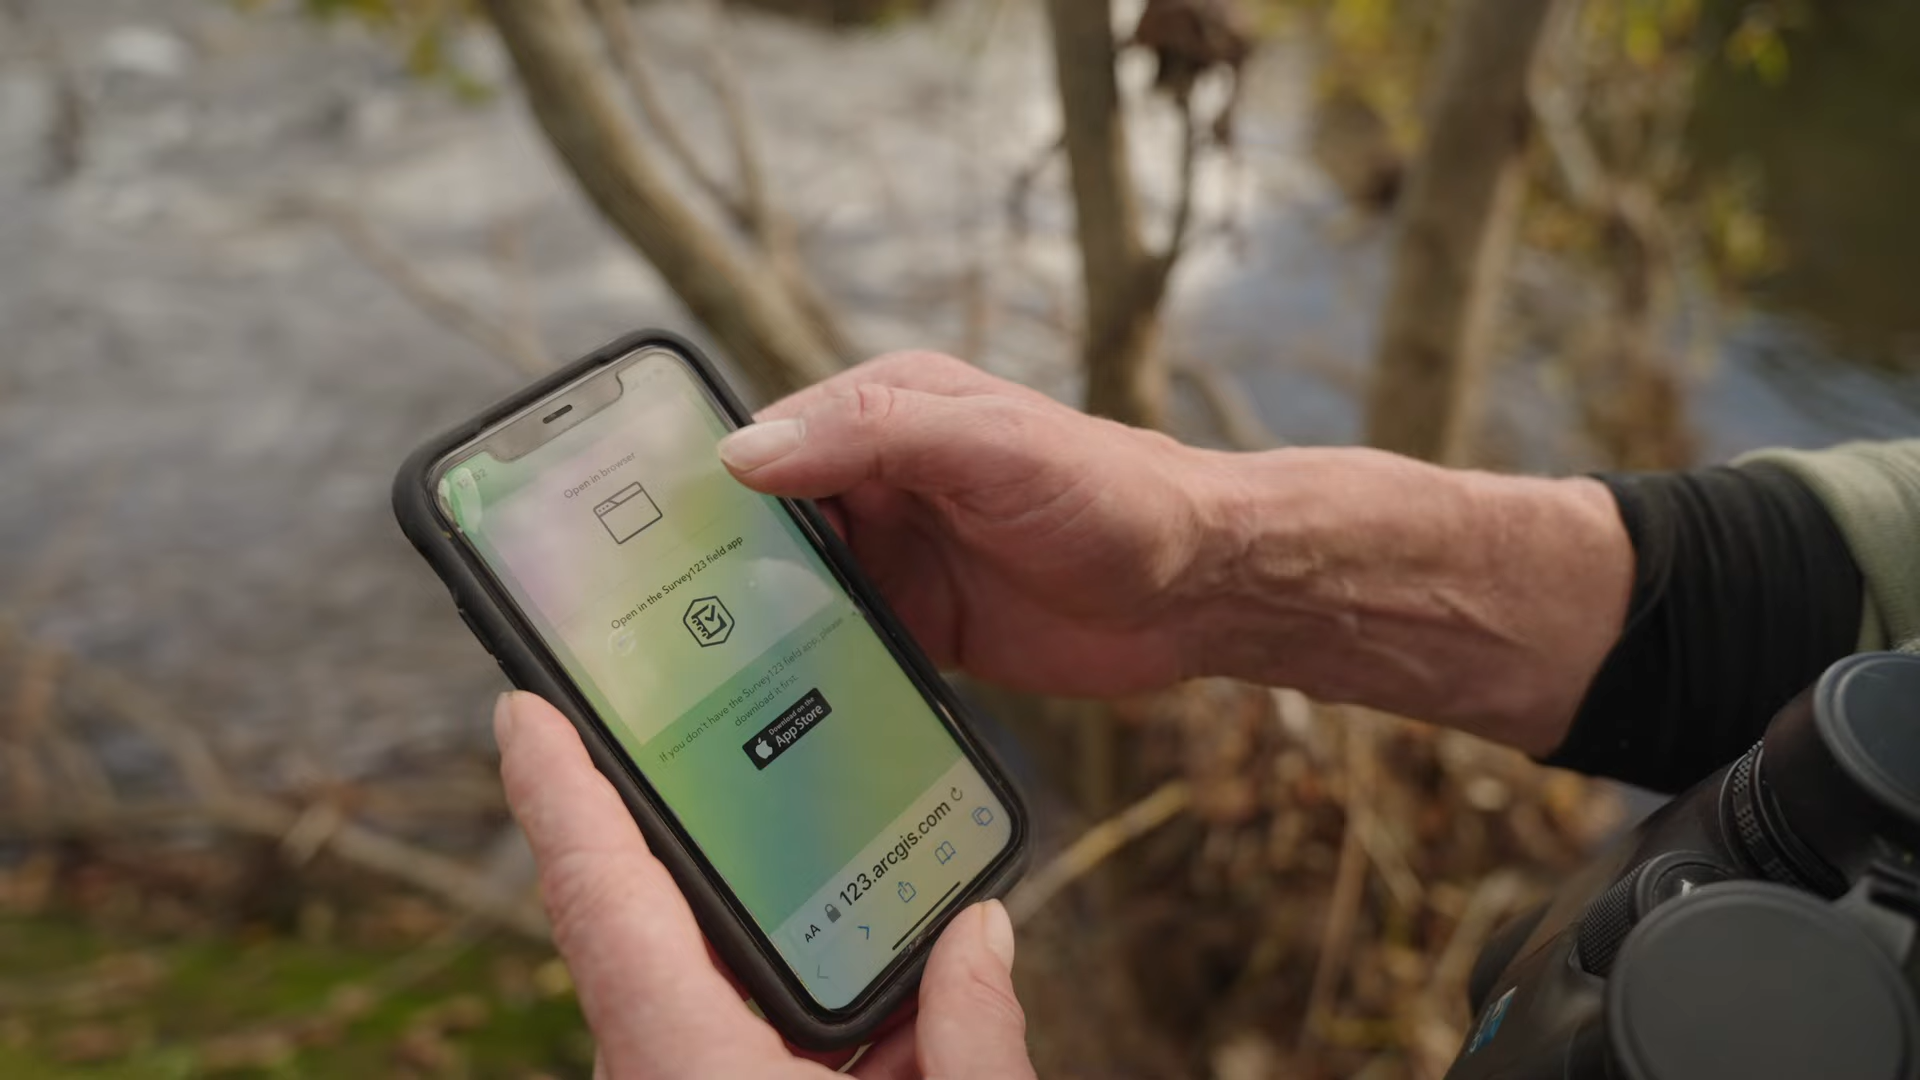 Open in browser
Open in the Survey123 field app
If you don't have the Survey123 field app, please
download it first.
Download on the
App Store
AA 123.arcgis.com